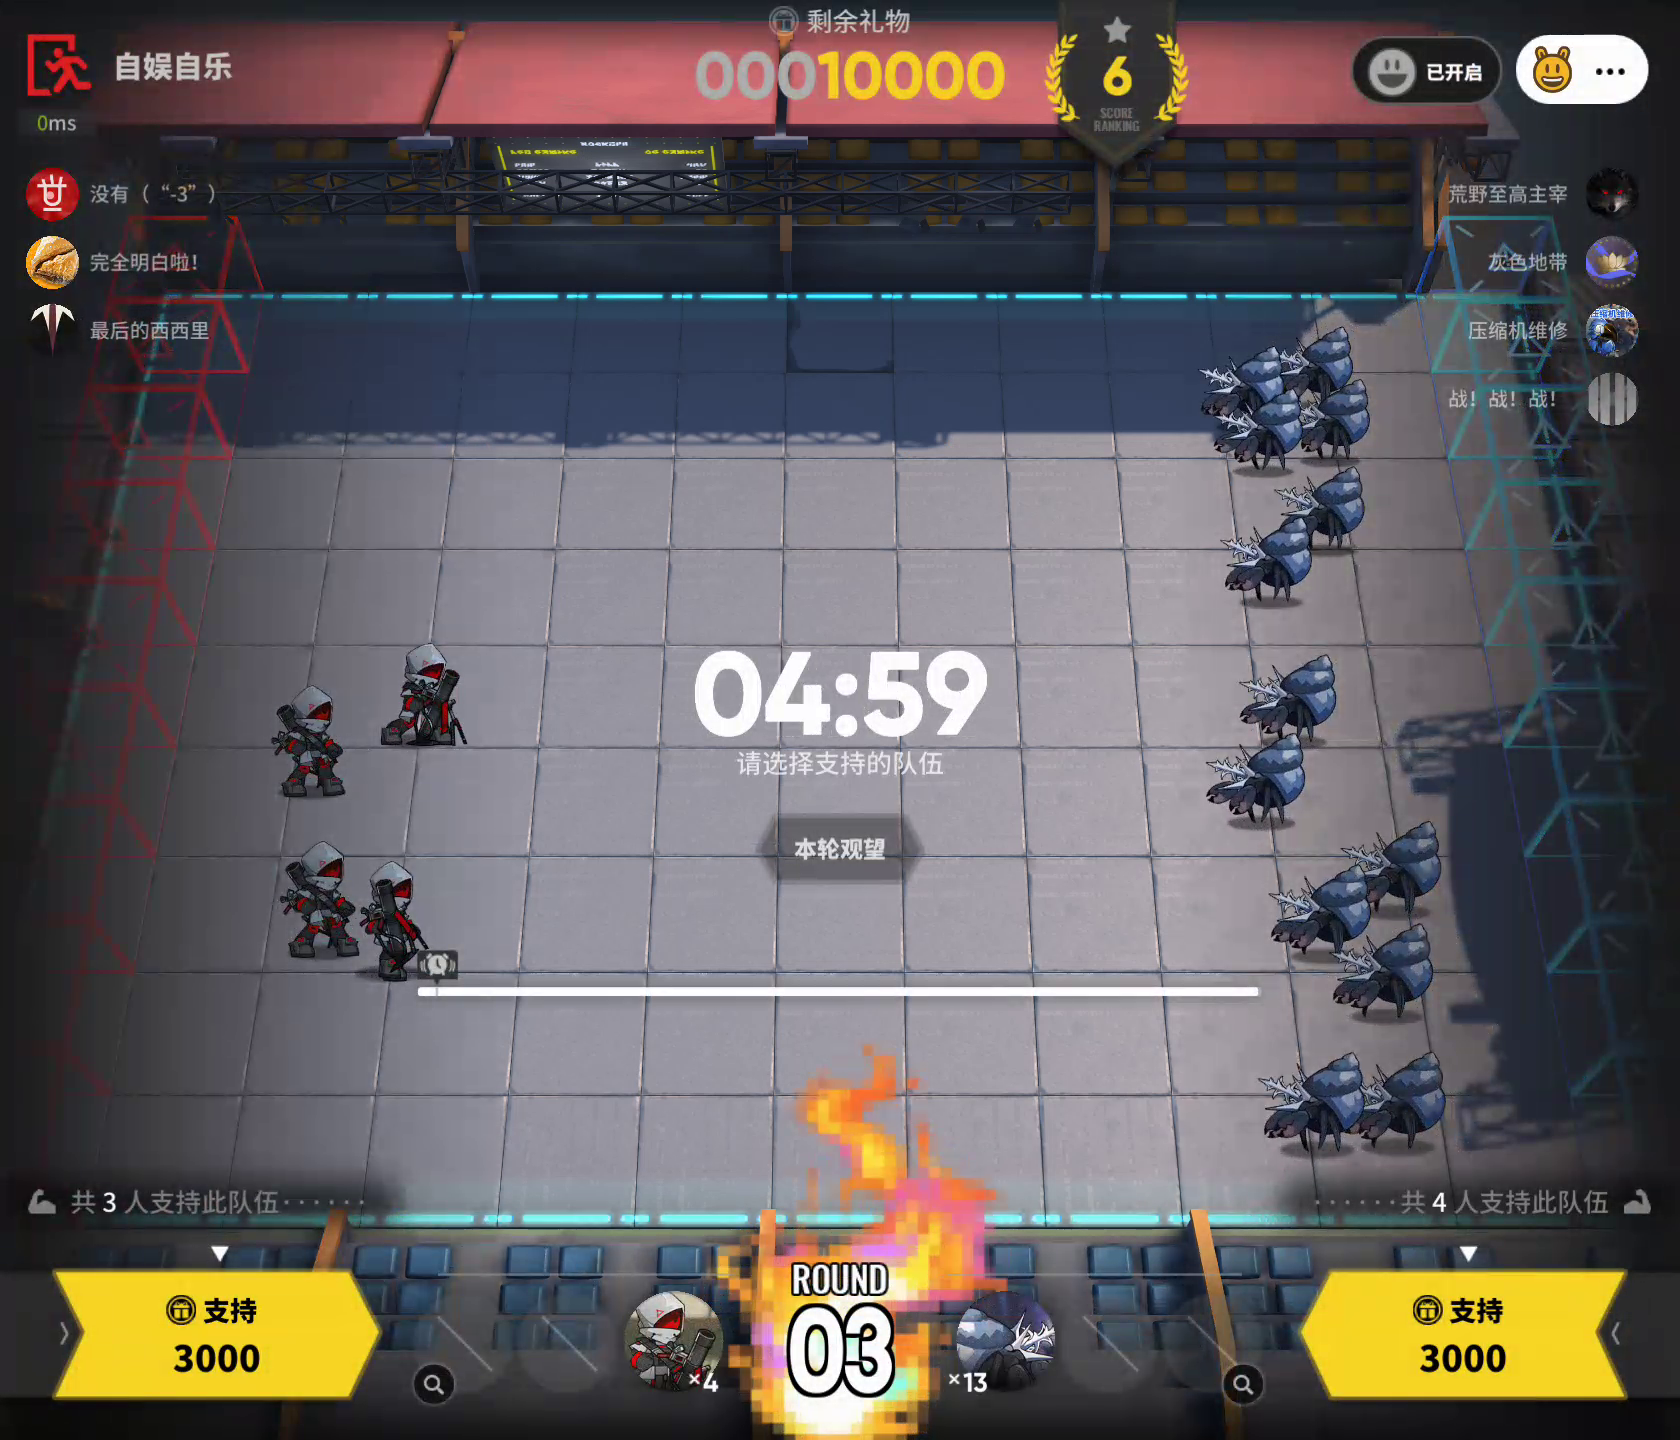 剩余礼物
00010000
6
SCORE
RANKING
自娱自乐
0ms
已开启
没有（“-3”）
完全明白啦！
最后的西西里
荒野至高主宰
灰色地带
压缩机维修
战！战！战！
04:59
请选择支持的队伍
本轮观望
共 3 人支持此队伍······
······共 4 人支持此队伍
支持
3000
×4
ROUND
03
×13
支持
3000